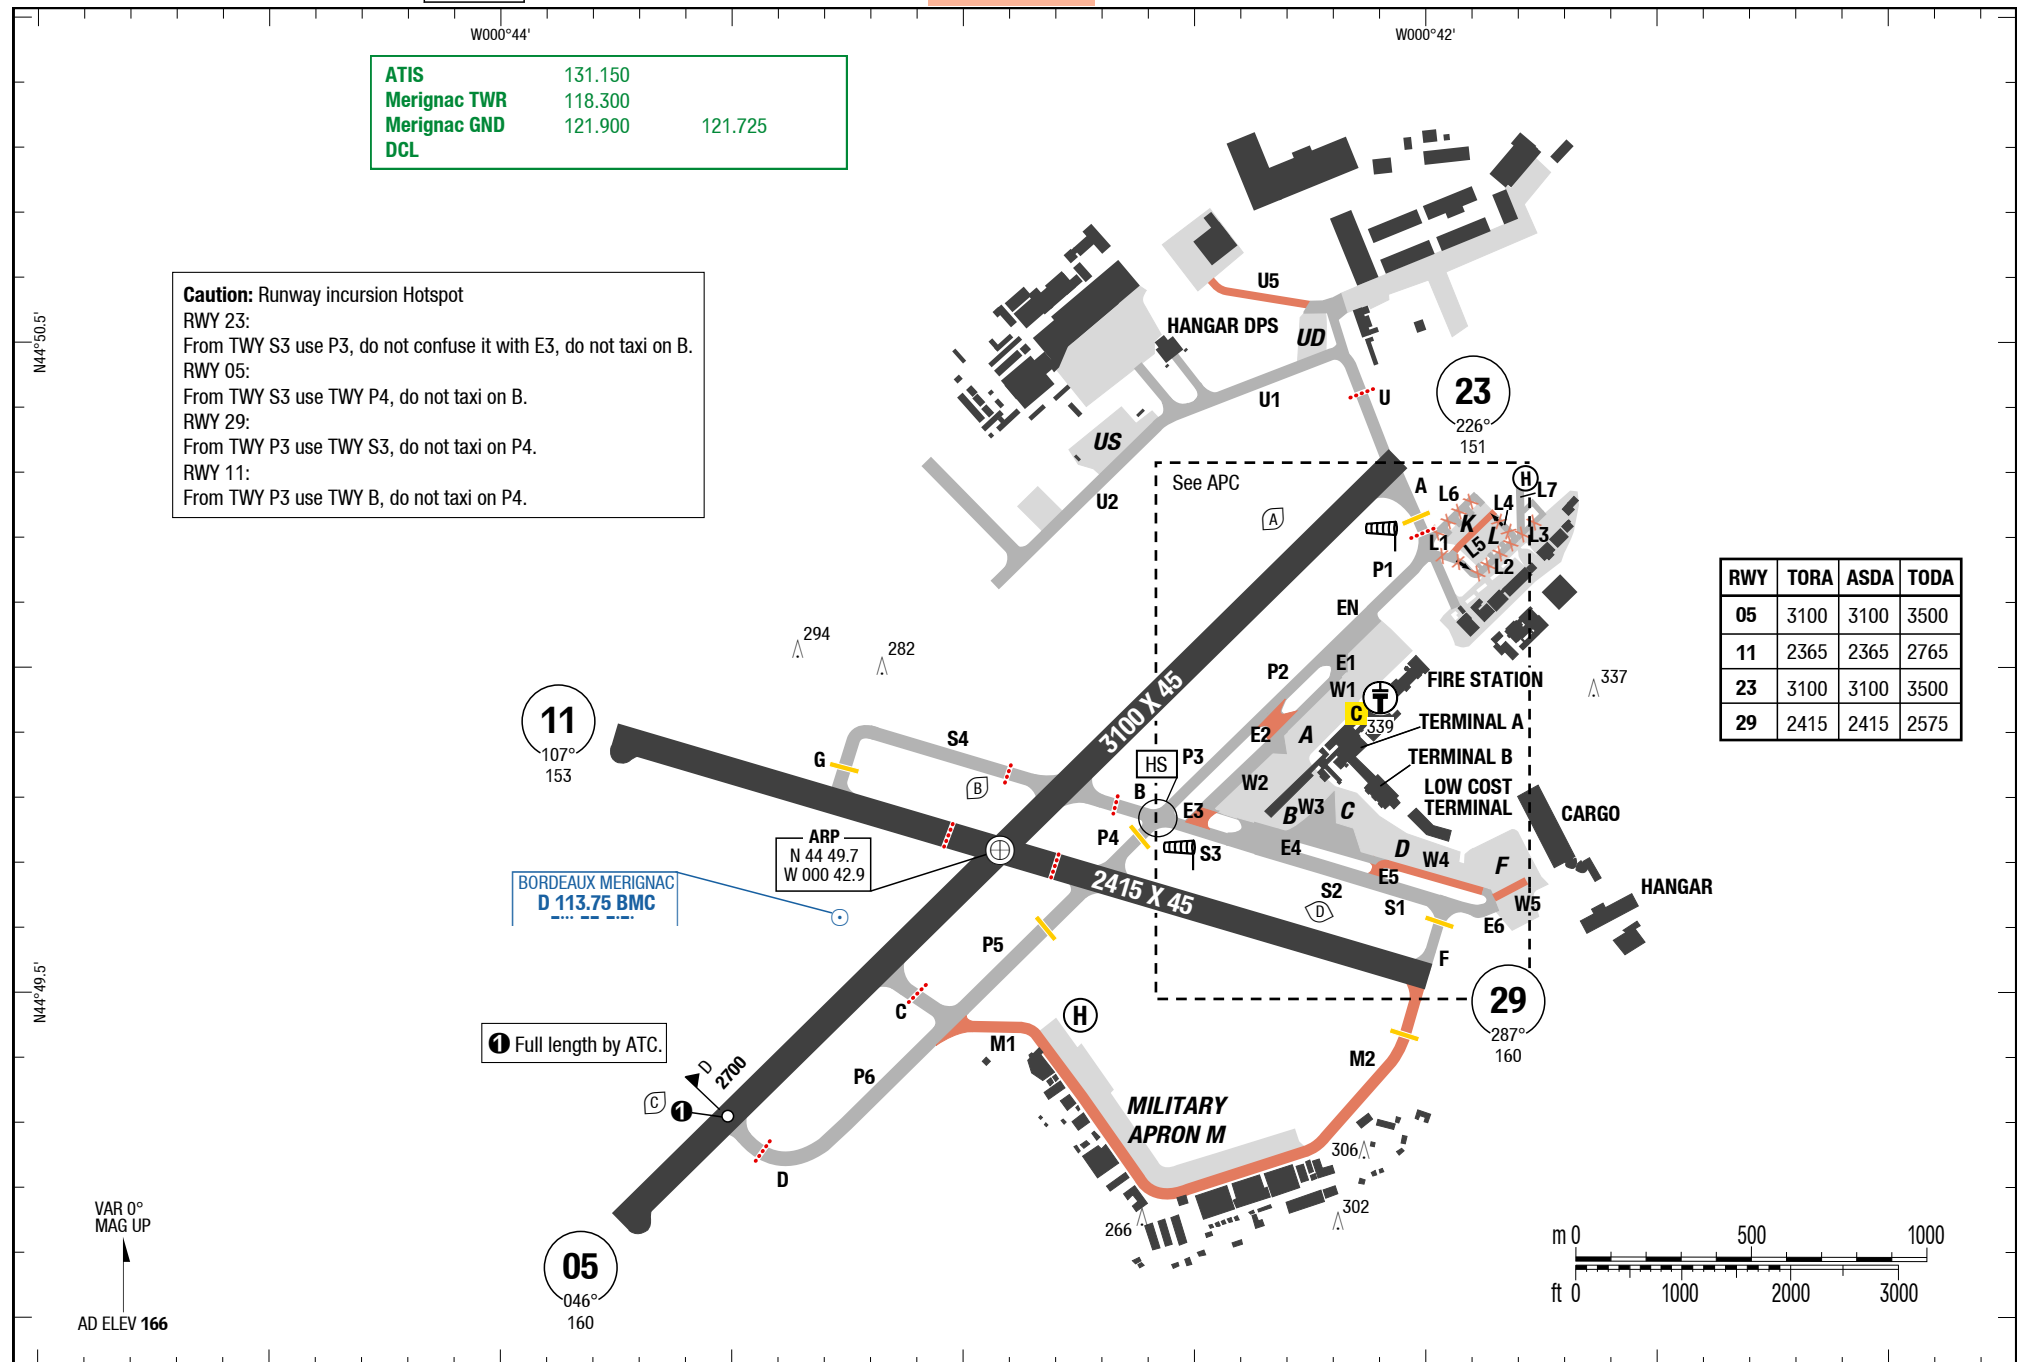 W000°44'
W000°42'
ATIS 131.150
Merignac TWR 118.300
Merignac GND 121.900 121.725
DCL
Caution: Runway incursion Hotspot
RWY 23:
From TWY S3 use P3, do not confuse it with E3, do not taxi on B.
RWY 05:
From TWY S3 use TWY P4, do not taxi on B.
RWY 29:
From TWY P3 use TWY S3, do not taxi on P4.
RWY 11:
From TWY P3 use TWY B, do not taxi on P4.
N44°50.5'
N44°49.5'
U5
HANGAR DPS
UD
U1
U
US
U2
23
226°
151
See APC
A
A
L6
H
L7
L4
K
L
L3
L1
L5
L2
P1
EN
294
282
P2
E1
W1
FIRE STATION
337
C
339
TERMINAL A
TERMINAL B
LOW COST
TERMINAL
CARGO
HANGAR
RWY TORA ASDA TODA
05 3100 3100 3500
11 2365 2365 2765
23 3100 3100 3500
29 2415 2415 2575
11
107°
153
G
S4
B
3100 X 45
HS
P3
B
E2
A
W2
E3
B
W3
C
P4
S3
E4
D
W4
F
E5
S2
D
S1
W5
E6
F
ARP
N 44 49.7
W 000 42.9
2415 X 45
BORDEAUX MERIGNAC
D 113.75 BMC
P5
C
29
287°
160
1 Full length by ATC.
H
M1
M2
P6
D
2700
C
1
D
MILITARY
APRON M
306
302
266
05
046°
160
VAR 0°
MAG UP
AD ELEV 166
m 0 500 1000
ft 0 1000 2000 3000